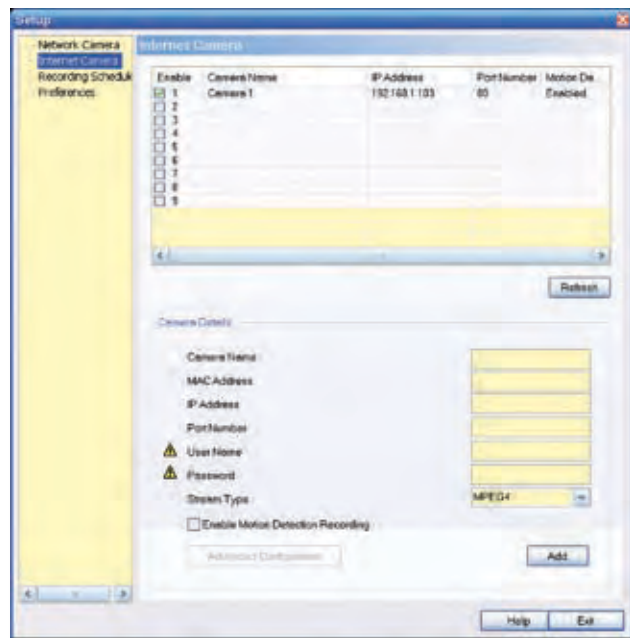 Setup
Network Camera
Internet Camera
Recording Schedul
Preferences
Internet Camera
Enable Camera Name IP Address Port Number Motion De
1 Camera 1 192.168.1.103 80 Enabled
2
3
4
5
6
7
8
9
Refresh
Camera Details
Camera Name
MAC Address
IP Address
Port Number
User Name
Password
Stream Type MPEG4
Enable Motion Detection Recording
Advanced Configuration Add
Help Exit